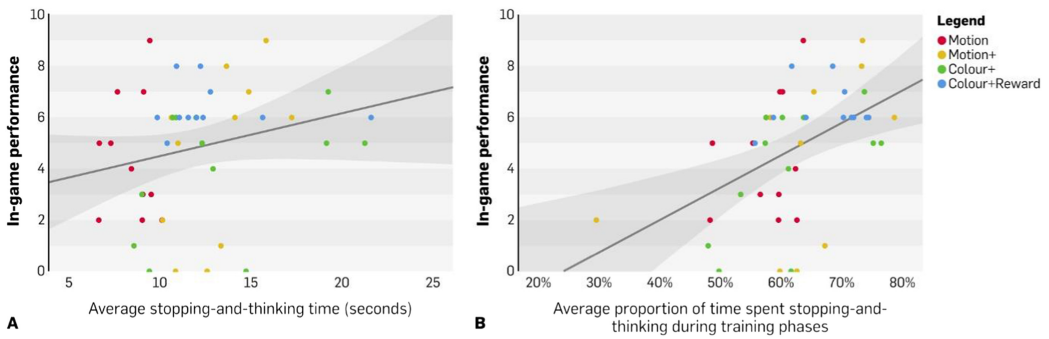 10
8
6
4
2
0
In-game performance
5 10 15 20 25
Average stopping-and-thinking time (seconds)
A
10
8
6
4
2
0
In-game performance
20% 30% 40% 50% 60% 70% 80%
Average proportion of time spent stopping-and-
thinking during training phases
B
Legend
Motion
Motion+
Colour+
Colour+Reward